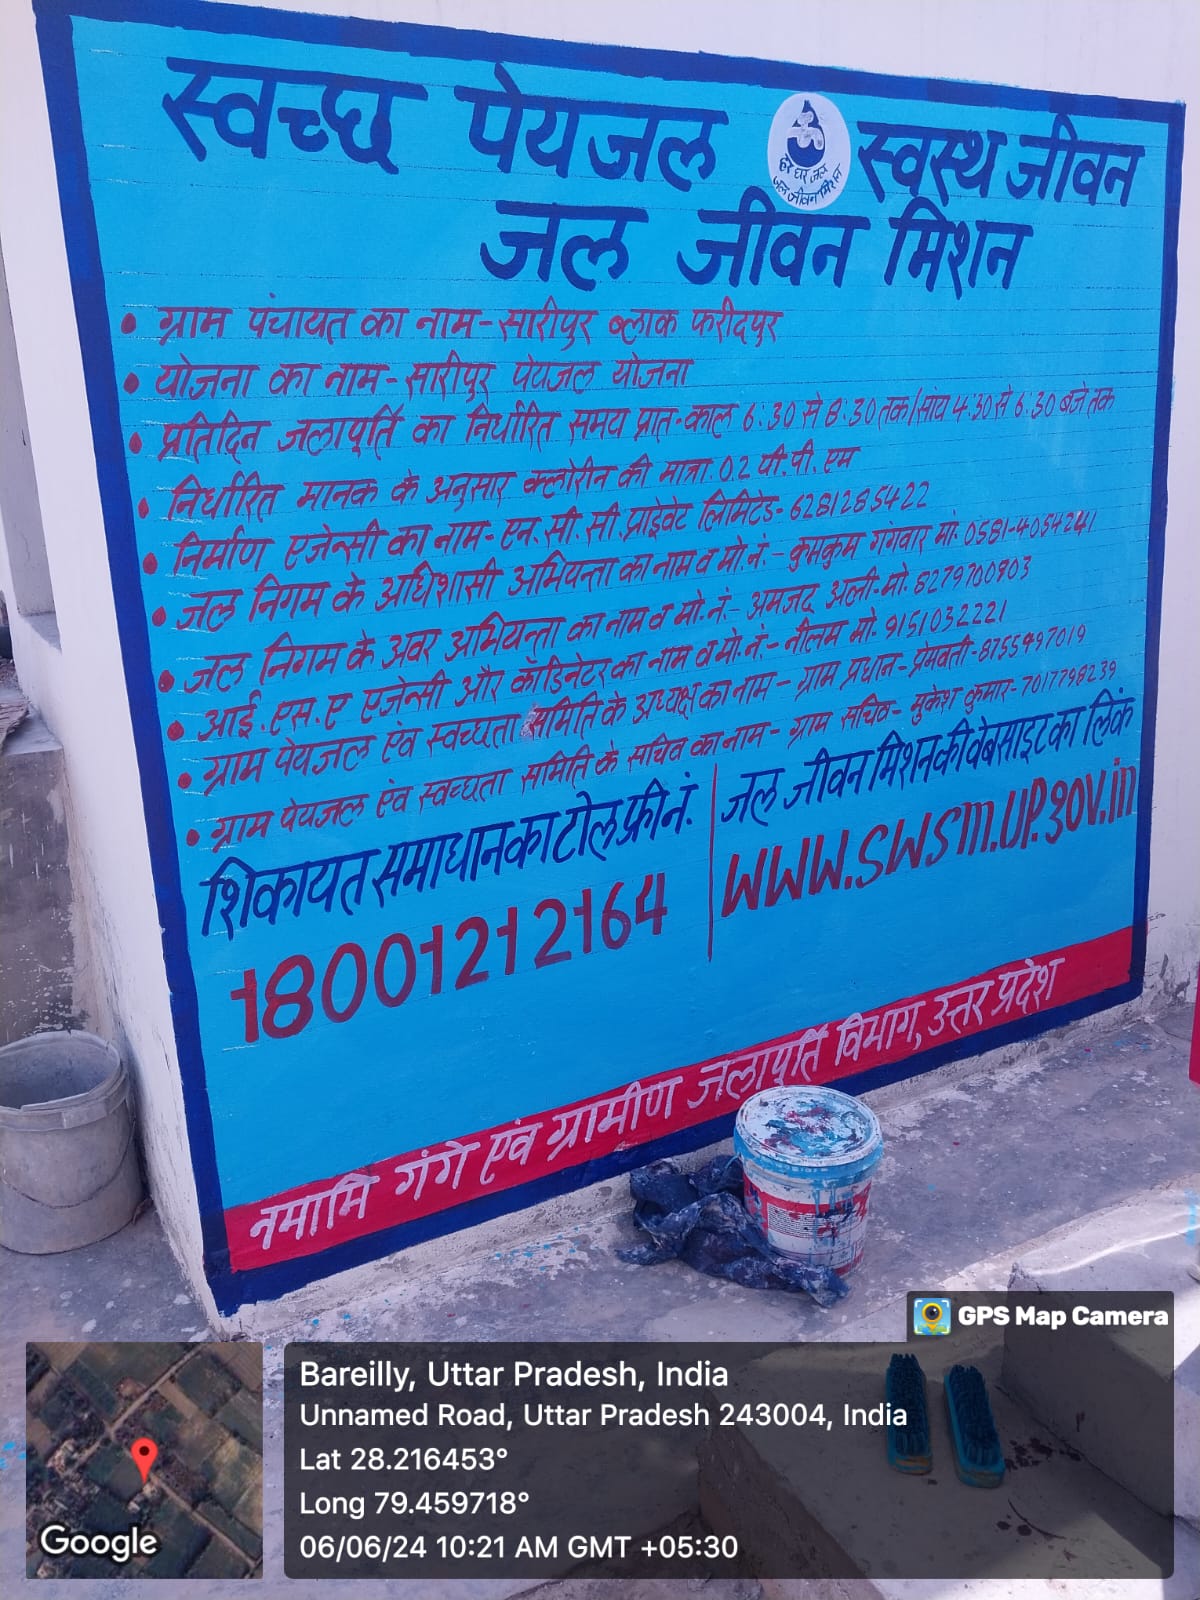 स्वच्छ पेयजल स्वस्थ जीवन
हर घर जल
जल जीवन मिशन
जल जीवन मिशन
• ग्राम पंचायत का नाम- सारीपुर ब्लाक फरीदपुर
• योजना का नाम- सारीपुर पेयजल योजना
• प्रतिदिन जलापूर्ति का निर्धारित समय प्रात-काल 6:30 से 8:30 तक/सांय 4:30 से 6:30 बजे तक
• निर्धारित मानक के अनुसार क्लोरीन की मात्रा 0.2 पी.पी. एम
• निर्माण एजेन्सी का नाम- एन.सी.सी. प्राइवेट लिमिटेड- 6281285422
• जल निगम के अधिशासी अभियन्ता का नाम व मो.नं.- कुमकुम गंगवार मो. 0581-4054241
• जल निगम के अवर अभियन्ता का नाम व मो.नं.- अमजद अली-मो. 8279700903
• आई.एस.ए एजेन्सी और कॉडिनेटर का नाम व मो.नं:- नीलम मो. 9151032221
• ग्राम पेयजल एंव स्वच्छता समिति के अध्यक्ष का नाम- ग्राम प्रधान- प्रेमवती-8755497019
• ग्राम पेयजल एंव स्वच्छता समिति के सचिव का नाम- ग्राम सचिव- मुकेश कुमार- 7017798239
शिकायत समाधान का टोल फ्री नं.
18001212164
जल जीवन मिशन की वेबसाइट का लिंक
www.swsm.up.gov.in
नमामि गंगे एंव ग्रामीण जलापूर्ति विभाग, उत्तर प्रदेश
GPS Map Camera
Bareilly, Uttar Pradesh, India
Unnamed Road, Uttar Pradesh 243004, India
Lat 28.216453°
Long 79.459718°
06/06/24 10:21 AM GMT +05:30
Google